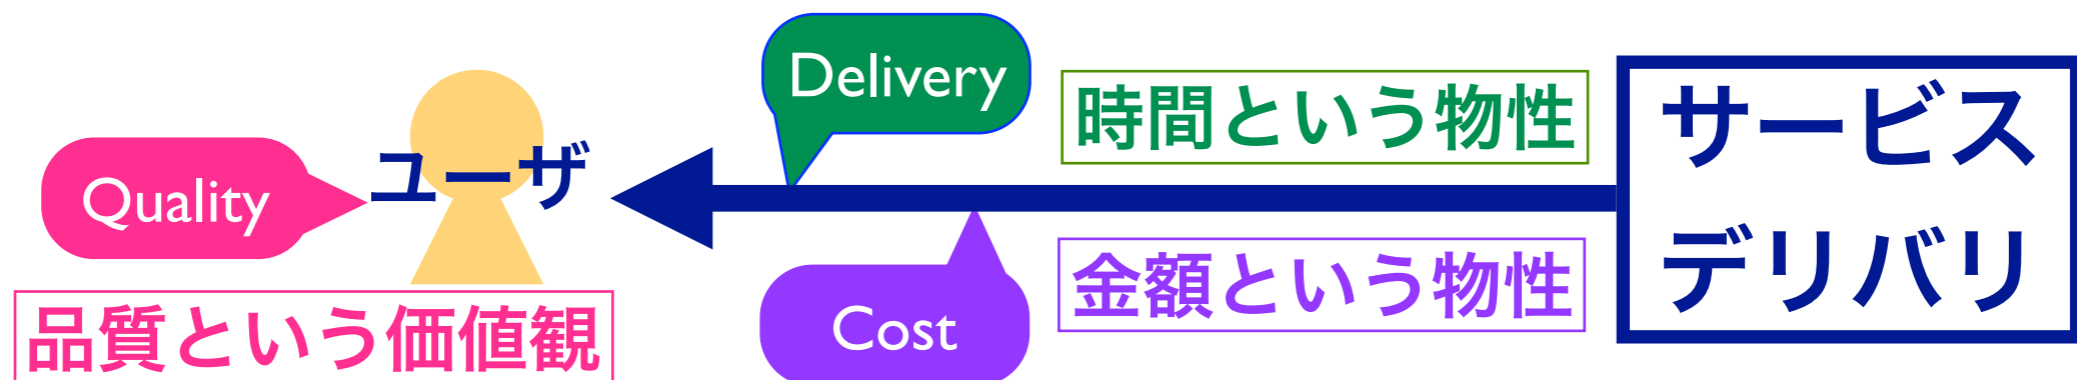 Delivery
時間という物性
サービス
デリバリ
ユーザ
Quality
金額という物性
Cost
品質という価値観